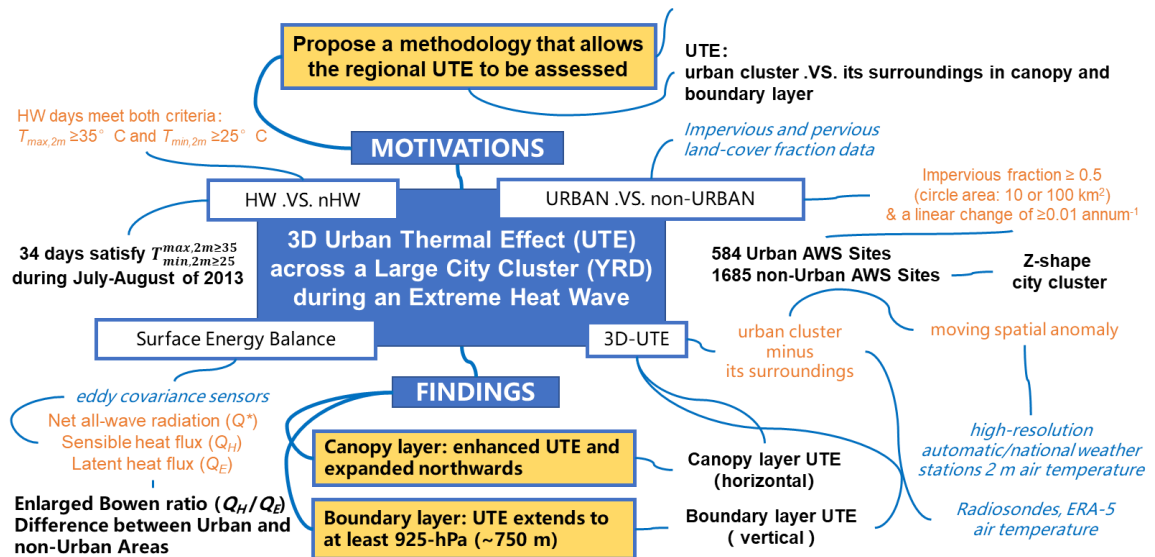 Propose a methodology that allows
the regional UTE to be assessed
UTE:
urban cluster .VS. its surroundings in canopy and
boundary layer
HW days meet both criteria:
Tmax,2m ≥35° C and Tmin,2m ≥25° C
MOTIVATIONS
Impervious and pervious
land-cover fraction data
HW .VS. nHW
URBAN .VS. non-URBAN
Impervious fraction ≥ 0.5
(circle area: 10 or 100 km²)
& a linear change of ≥0.01 annum⁻¹
34 days satisfy T^{max,2m≥35}_{min,2m≥25}
during July-August of 2013
3D Urban Thermal Effect (UTE)
across a Large City Cluster (YRD)
during an Extreme Heat Wave
584 Urban AWS Sites
1685 non-Urban AWS Sites
Z-shape
city cluster
Surface Energy Balance
3D-UTE
urban cluster
minus
its surroundings
moving spatial anomaly
eddy covariance sensors
Net all-wave radiation (Q*)
Sensible heat flux (QH)
Latent heat flux (QE)
FINDINGS
Enlarged Bowen ratio (QH/QE)
Difference between Urban and
non-Urban Areas
Canopy layer: enhanced UTE and
expanded northwards
Canopy layer UTE
(horizontal)
high-resolution
automatic/national weather
stations 2 m air temperature
Boundary layer: UTE extends to
at least 925-hPa (~750 m)
Boundary layer UTE
( vertical )
Radiosondes, ERA-5
air temperature